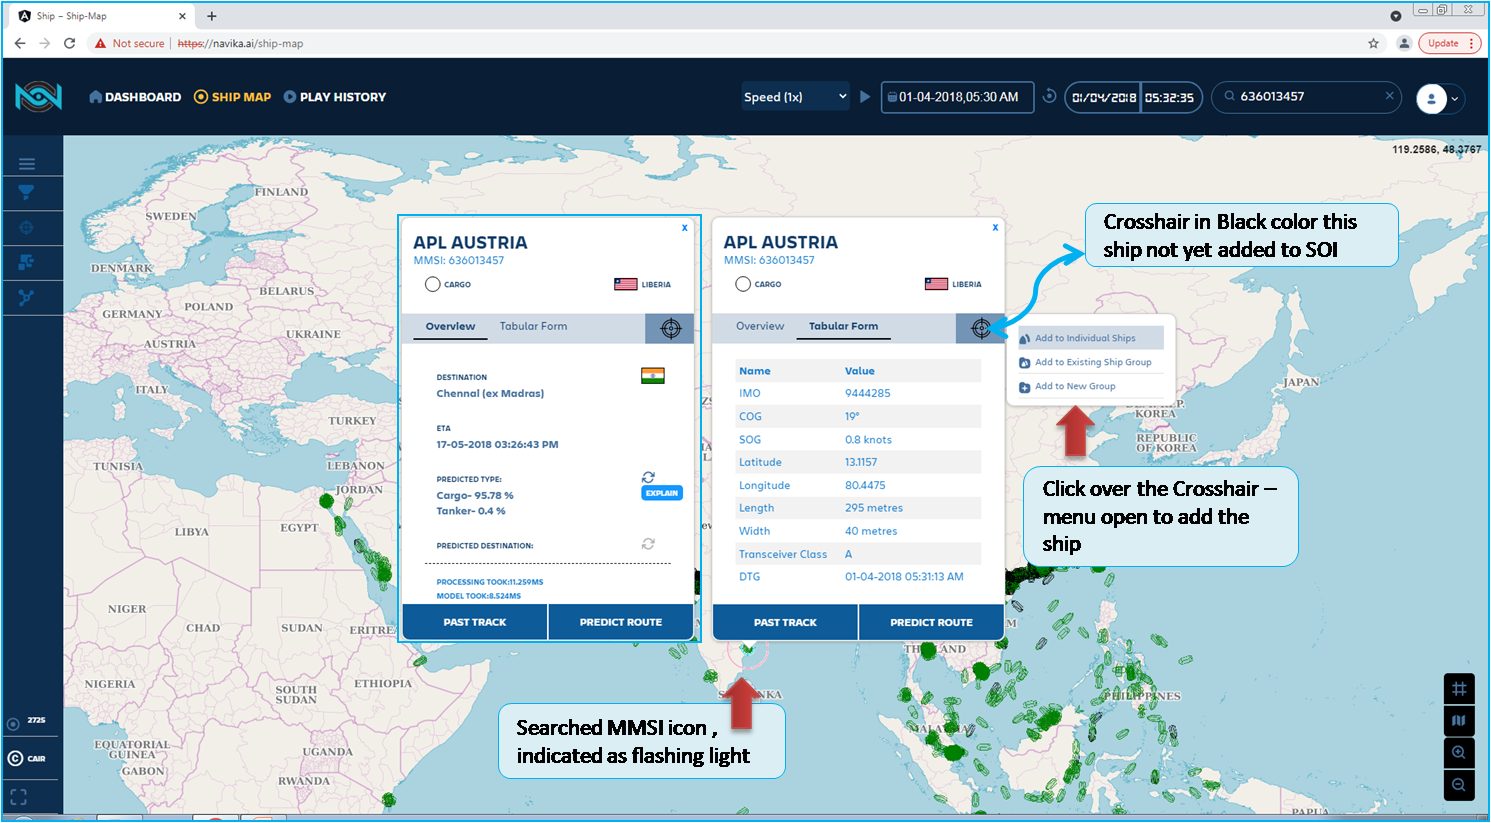 Ship – Ship-Map
Not secure
https://navika.ai/ship-map
Update
DASHBOARD
SHIP MAP
PLAY HISTORY
Speed (1x)
01-04-2018,05:30 AM
01/04/2018
05:32:35
636013457
119.2586, 48.3767
FINLAND
SWEDEN
DENMARK
BELARUS
POLAND
GERMANY
UKRAINE
AUSTRIA
ITALY
TURKEY
TUNISIA
LEBANON
JORDAN
LIBYA
EGYPT
NIGER
CHAD
SUDAN
ERITRE
NIGERIA
SOUTH
SUDAN
ETHIOPIA
EQUATORIAL
GUINEA
GABON
UGANDA
RWANDA
JAPAN
KOREA
REPUBLIC
OF KOREA
PHILIPPINES
PAPUA
APL AUSTRIA
MMSI: 636013457
CARGO
LIBERIA
Overview
Tabular Form
DESTINATION
Chennal (ex Madras)
ETA
17-05-2018 03:26:43 PM
PREDICTED TYPE:
Cargo- 95.78 %
Tanker- 0.4 %
EXPLAIN
PREDICTED DESTINATION:
PROCESSING TOOK:11.259MS
MODEL TOOK:8.524MS
PAST TRACK
PREDICT ROUTE
x
APL AUSTRIA
MMSI: 636013457
CARGO
LIBERIA
Overview
Tabular Form
Name Value
IMO 9444285
COG 19°
SOG 0.8 knots
Latitude 13.1157
Longitude 80.4475
Length 295 metres
Width 40 metres
Transceiver Class A
DTG 01-04-2018 05:31:13 AM
PAST TRACK
PREDICT ROUTE
x
Add to Individual Ships
Add to Existing Ship Group
Add to New Group
Crosshair in Black color this
ship not yet added to SOI
Click over the Crosshair –
menu open to add the
ship
Searched MMSI icon ,
indicated as flashing light
2725
CAIR